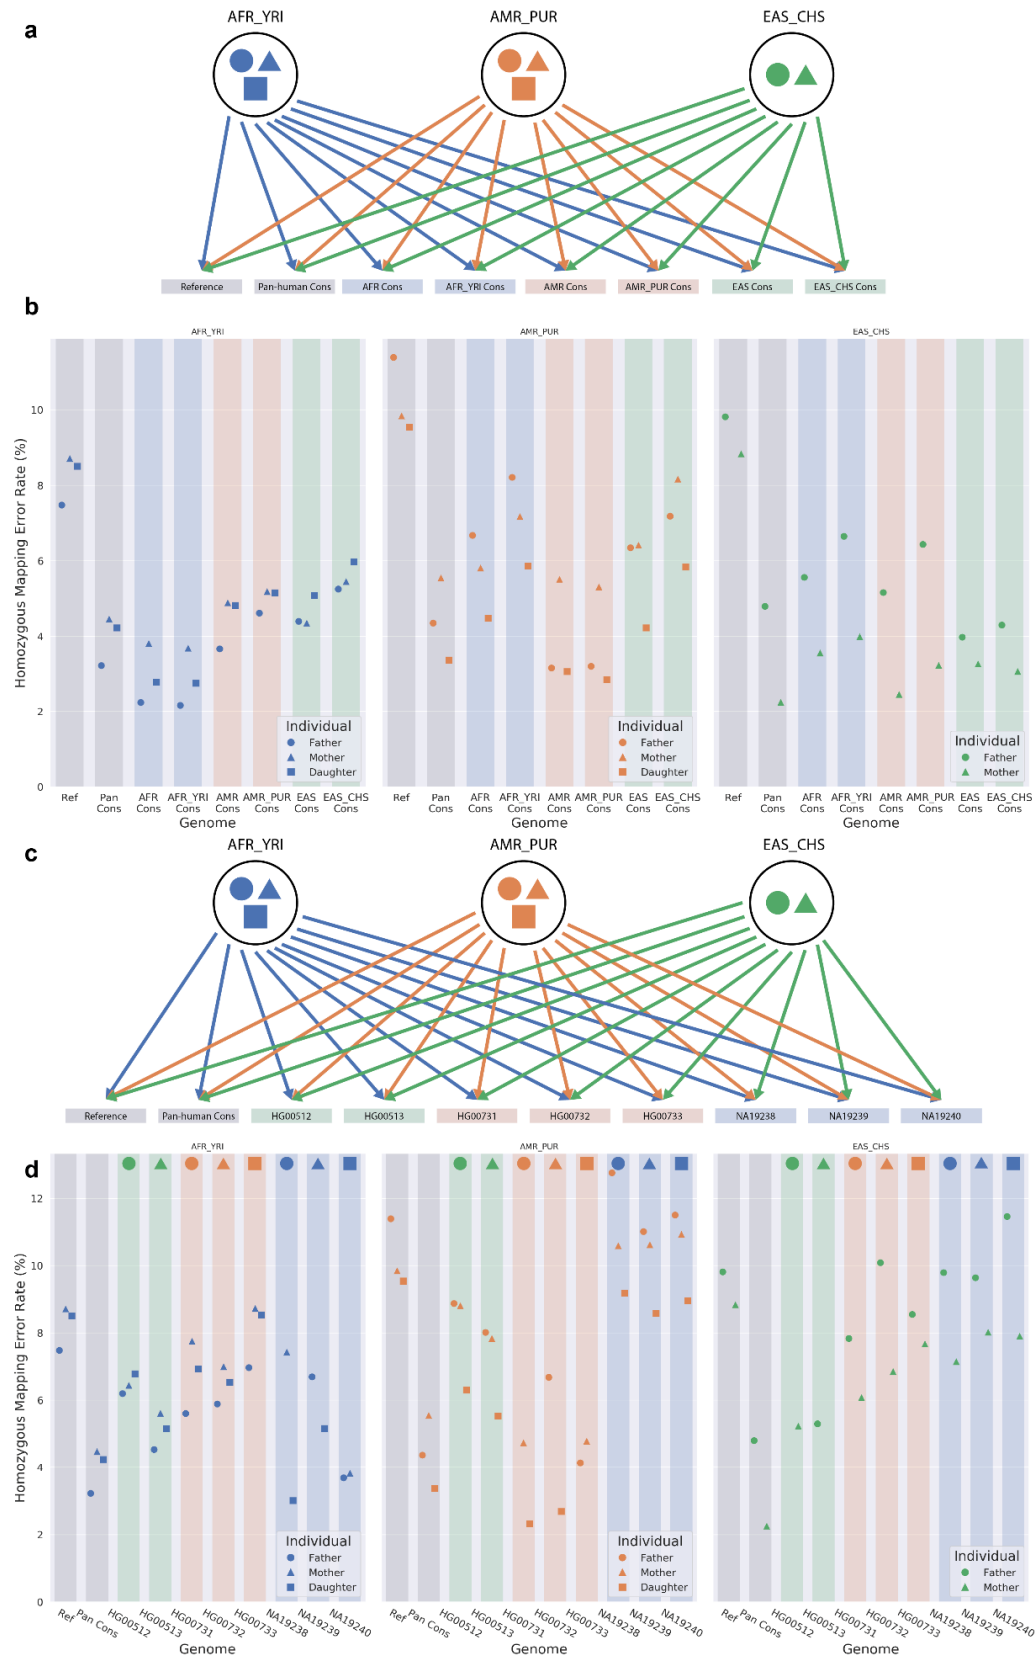 a
AFR_YRI AMR_PUR EAS_CHS
Reference Pan-human Cons AFR Cons AFR_YRI Cons AMR Cons AMR_PUR Cons EAS Cons EAS_CHS Cons
b
AFR_YRI AMR_PUR EAS_CHS
Homozygous Mapping Error Rate (%)
10
8
6
4
2
0
Individual
Father
Mother
Daughter
Individual
Father
Mother
Daughter
Individual
Father
Mother
Ref Pan Cons AFR Cons AFR_YRI Cons AMR Cons AMR_PUR Cons EAS Cons EAS_CHS Cons
Genome
Ref Pan Cons AFR Cons AFR_YRI Cons AMR Cons AMR_PUR Cons EAS Cons EAS_CHS Cons
Genome
Ref Pan Cons AFR Cons AFR_YRI Cons AMR Cons AMR_PUR Cons EAS Cons EAS_CHS Cons
Genome
c
AFR_YRI AMR_PUR EAS_CHS
Reference Pan-human Cons HG00512 HG00513 HG00731 HG00732 HG00733 NA19238 NA19239 NA19240
d
AFR_YRI AMR_PUR EAS_CHS
Homozygous Mapping Error Rate (%)
12
10
8
6
4
2
0
Individual
Father
Mother
Daughter
Individual
Father
Mother
Daughter
Individual
Father
Mother
Ref Pan Cons HG00512 HG00513 HG00731 HG00732 HG00733 NA19238 NA19239 NA19240
Genome
Ref Pan Cons HG00512 HG00513 HG00731 HG00732 HG00733 NA19238 NA19239 NA19240
Genome
Ref Pan Cons HG00512 HG00513 HG00731 HG00732 HG00733 NA19238 NA19239 NA19240
Genome